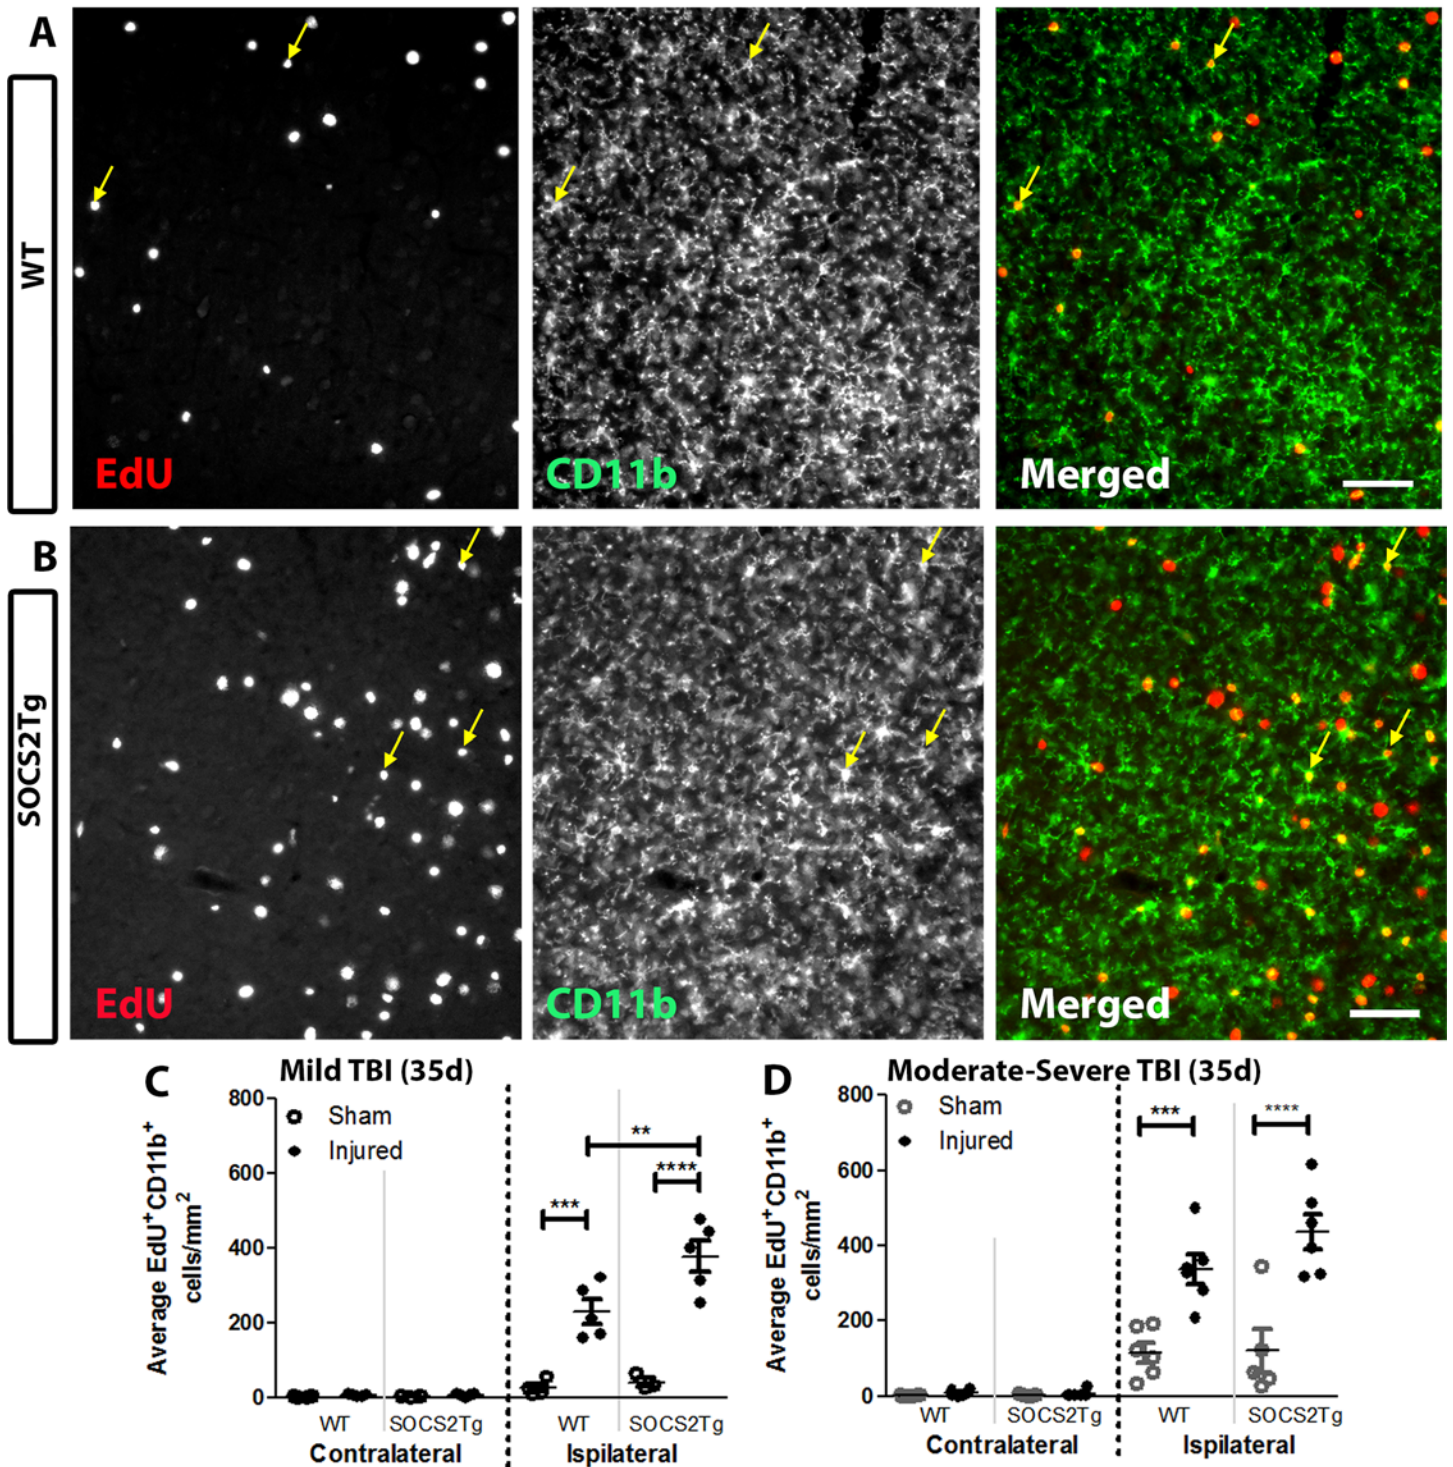 A
WT
EdU
CD11b
Merged
B
SOCS2Tg
EdU
CD11b
Merged
C
Mild TBI (35d)
Average EdU⁺CD11b⁺
cells/mm²
800
600
400
200
0
Sham
Injured
***
**
****
WT
SOCS2Tg
WT
SOCS2Tg
Contralateral
Ispilateral
D
Moderate-Severe TBI (35d)
Average EdU⁺CD11b⁺
cells/mm²
800
600
400
200
0
Sham
Injured
***
****
WT
SOCS2Tg
WT
SOCS2Tg
Contralateral
Ispilateral